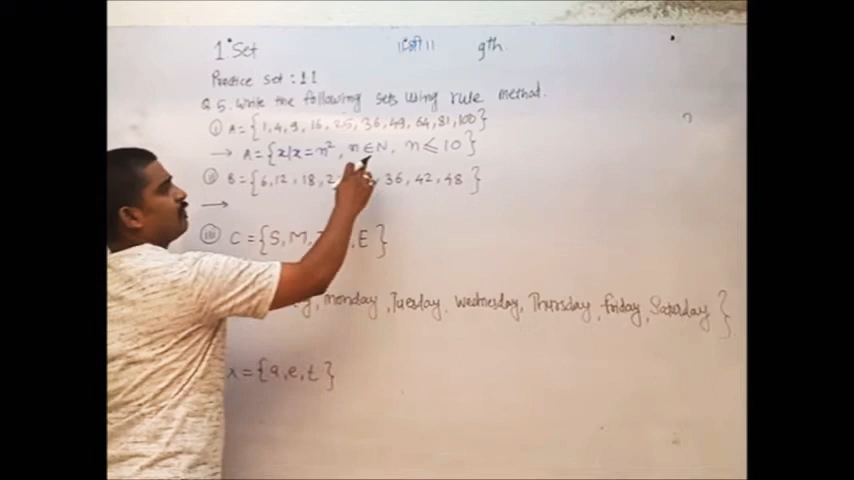 1. Set ॥श्री॥ 9th
Practice set : 1.1
Q 5. Write the following sets using rule method.
(i) A = {1, 4, 9, 16, 25, 36, 49, 64, 81, 100}
→ A = {x/x = n², n ∈ N, n ≤ 10}
(ii) B = {6, 12, 18, 36, 42, 48}
→
(iii) C = {S, M, , E}
monday, Tuesday, Wednesday, Thursday, friday, Saturday}
x = {a, e, t}